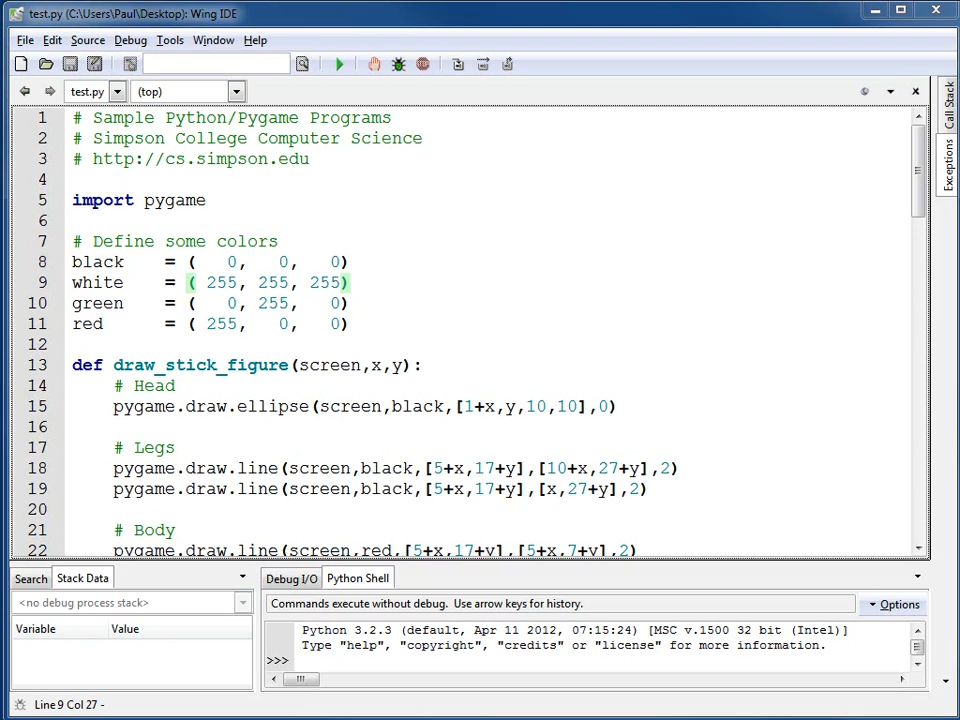 test.py (C:\Users\Paul\Desktop): Wing IDE
File Edit Source Debug Tools Window Help
test.py (top)
1 # Sample Python/Pygame Programs
2 # Simpson College Computer Science
3 # http://cs.simpson.edu
4
5 import pygame
6
7 # Define some colors
8 black    = (   0,   0,   0)
9 white    = ( 255, 255, 255)
10 green    = (   0, 255,   0)
11 red      = ( 255,   0,   0)
12
13 def draw_stick_figure(screen,x,y):
14     # Head
15     pygame.draw.ellipse(screen,black,[1+x,y,10,10],0)
16
17     # Legs
18     pygame.draw.line(screen,black,[5+x,17+y],[10+x,27+y],2)
19     pygame.draw.line(screen,black,[5+x,17+y],[x,27+y],2)
20
21     # Body
22     pygame.draw.line(screen,red,[5+x,17+y],[5+x,7+y],2)
Call Stack
Exceptions
Search Stack Data
<no debug process stack>
Variable Value
Debug I/O Python Shell
Commands execute without debug.  Use arrow keys for history.
Options
Python 3.2.3 (default, Apr 11 2012, 07:15:24) [MSC v.1500 32 bit (Intel)]
Type "help", "copyright", "credits" or "license" for more information.
>>>
Line 9 Col 27 -